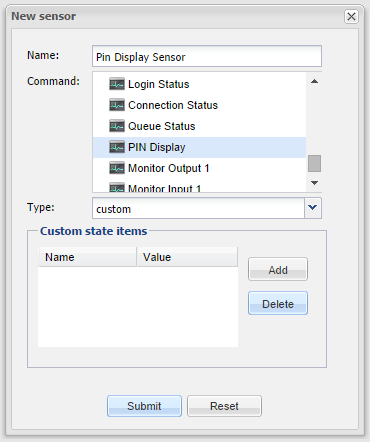 New sensor
Name: Pin Display Sensor
Command:
Login Status
Connection Status
Queue Status
PIN Display
Monitor Output 1
Monitor Input 1
Type: custom
Custom state items
Name Value
Add
Delete
Submit Reset